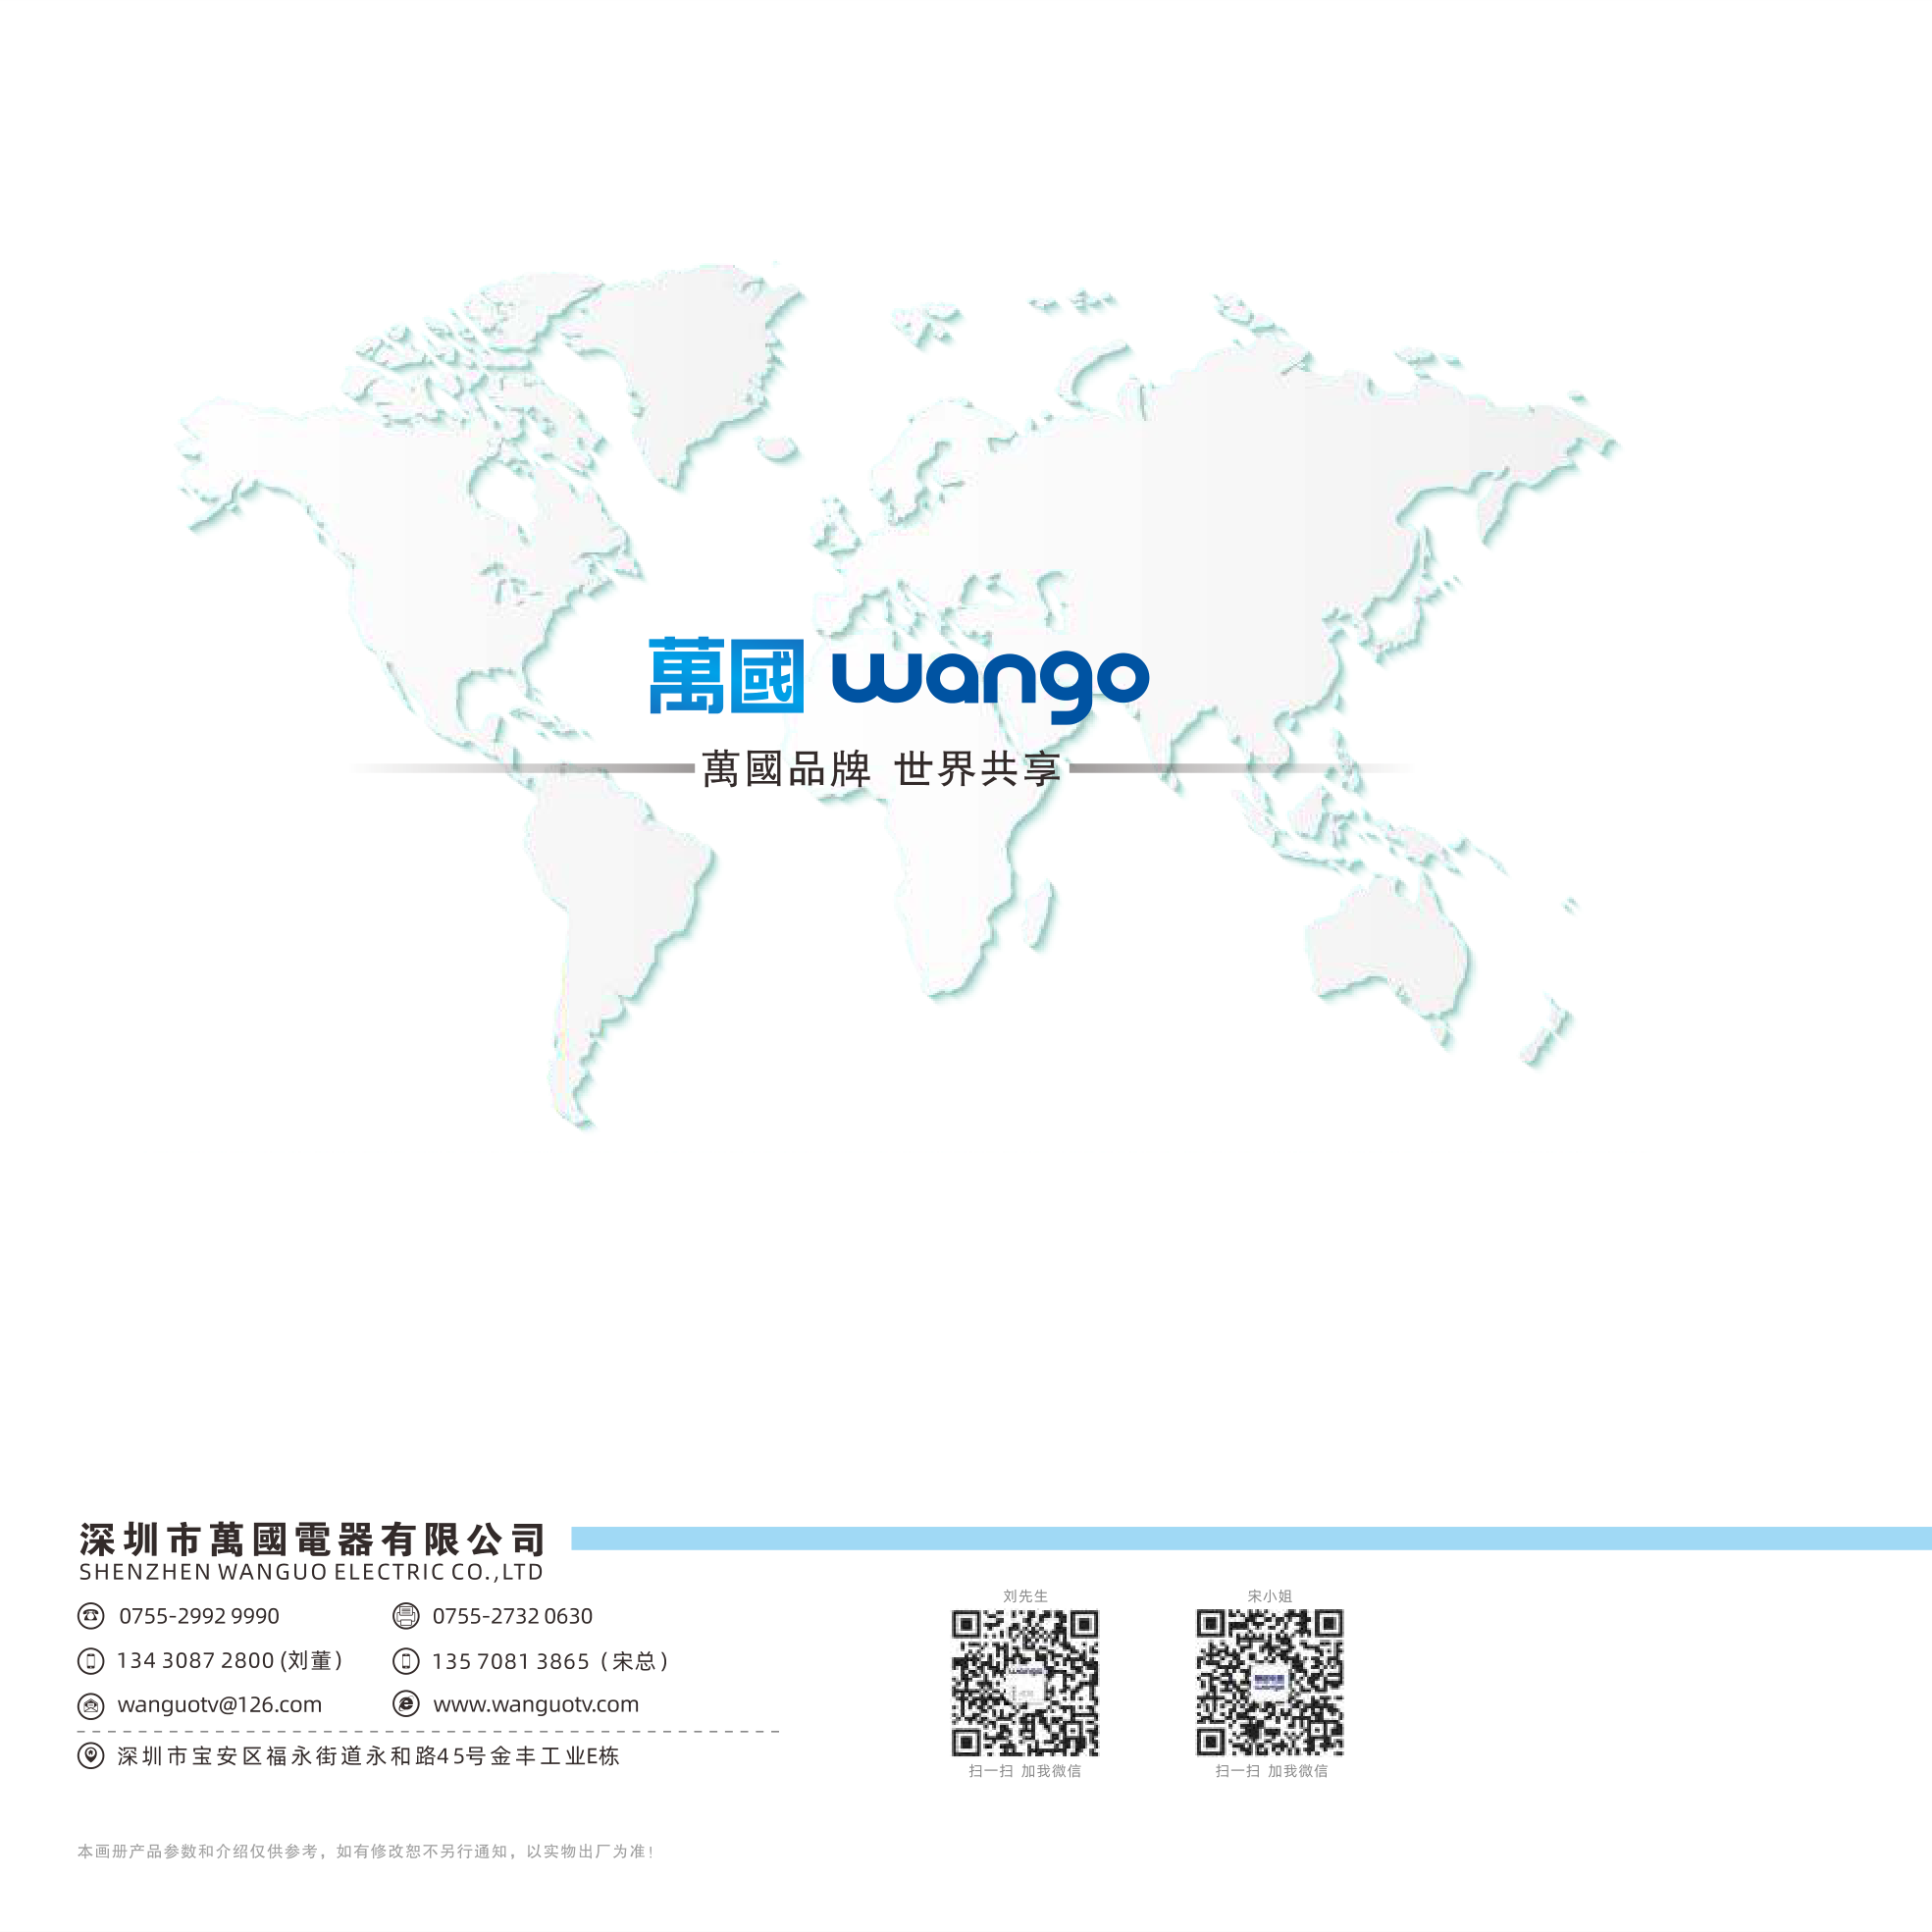 萬國 wango
萬國品牌 世界共享
深圳市萬國電器有限公司
SHENZHEN WANGUO ELECTRIC CO.,LTD
0755-2992 9990
0755-2732 0630
134 3087 2800 (刘董)
135 7081 3865 (宋总)
wanguotv@126.com
www.wanguotv.com
深圳市宝安区福永街道永和路45号金丰工业E栋
刘先生
宋小姐
wango
wango
扫一扫 加我微信
扫一扫 加我微信
本画册产品参数和介绍仅供参考，如有修改恕不另行通知，以实物出厂为准!